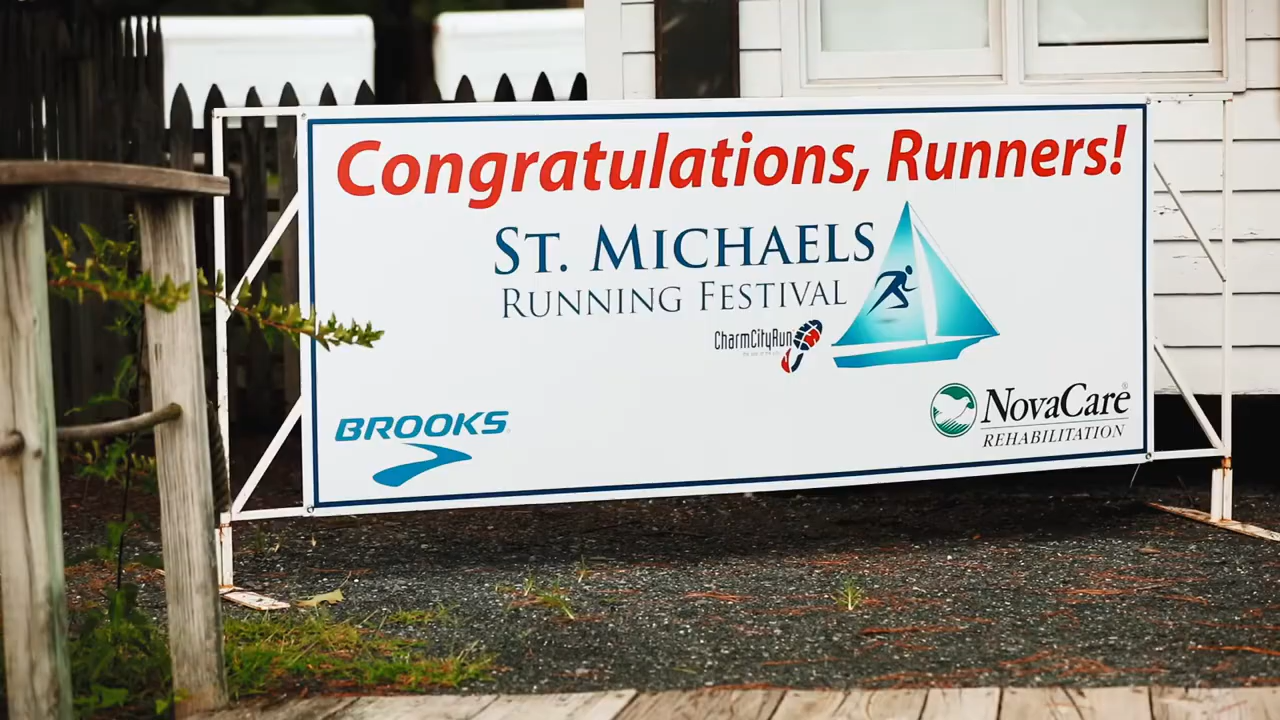 Congratulations, Runners!
ST. MICHAELS
RUNNING FESTIVAL
CharmCityRun
BROOKS
NovaCare®
REHABILITATION